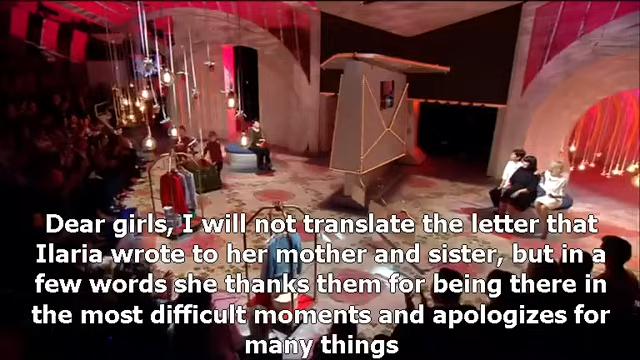 Dear girls, I will not translate the letter that
Ilaria wrote to her mother and sister, but in a
few words she thanks them for being there in
the most difficult moments and apologizes for
many things